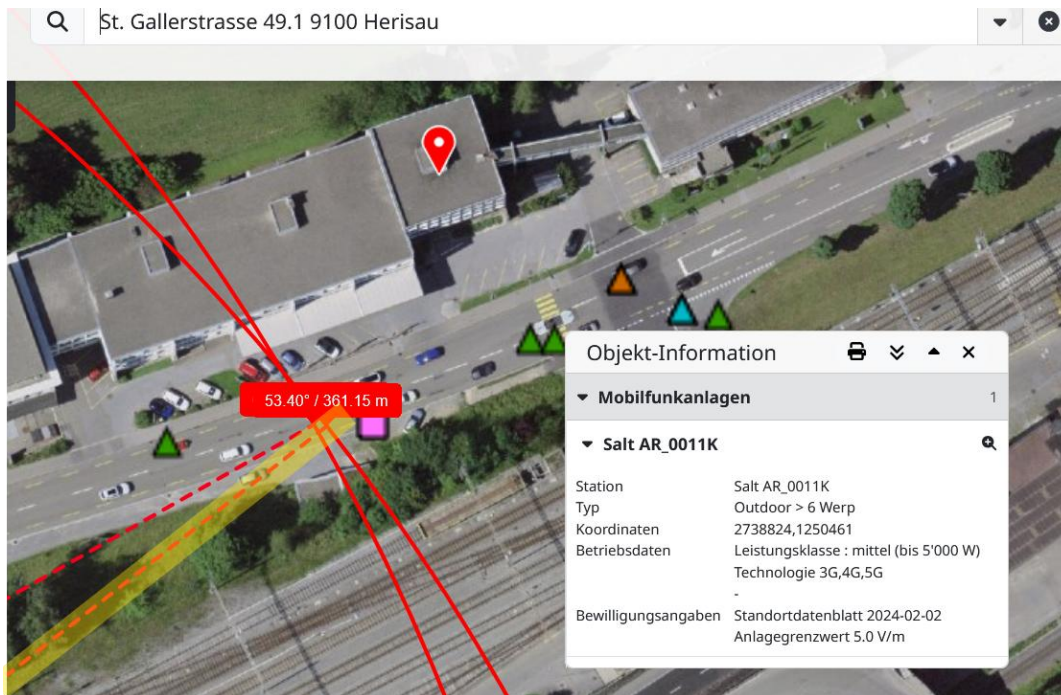 St. Gallerstrasse 49.1 9100 Herisau
53.40° / 361.15 m
Objekt-Information
Mobilfunkanlagen 1
Salt AR_0011K
Station Salt AR_0011K
Typ Outdoor > 6 Werp
Koordinaten 2738824,1250461
Betriebsdaten Leistungsklasse : mittel (bis 5'000 W)
Technologie 3G,4G,5G
-
Bewilligungsangaben Standortdatenblatt 2024-02-02
Anlagegrenzwert 5.0 V/m